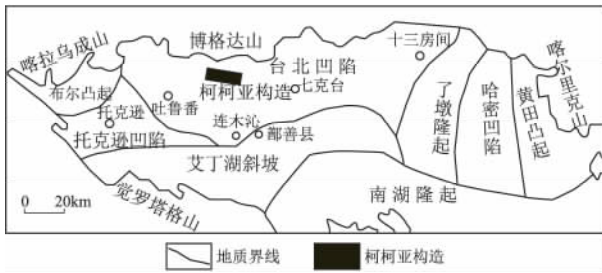 喀拉乌成山
博格达山
十三房间
喀尔里克山
布尔凸起
台北凹陷
柯柯亚构造
七克台
托克逊
吐鲁番
连木沁
鄯善县
托克逊凹陷
了墩隆起
哈密凹陷
黄田凸起
艾丁湖斜坡
南湖隆起
觉罗塔格山
0 20km
地质界线
柯柯亚构造